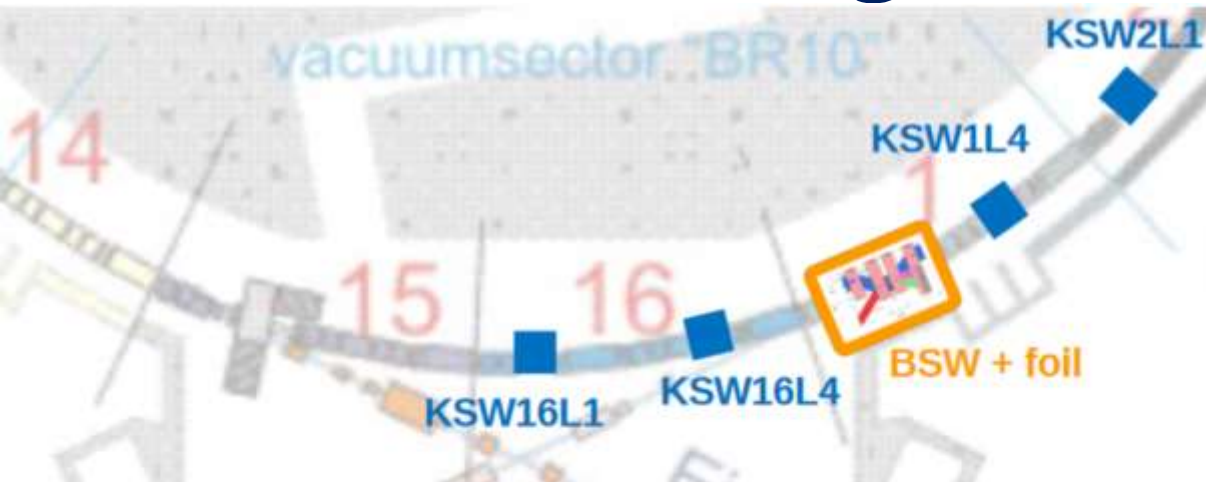 vacuumsector "BR10"
KSW2L1
14
KSW1L4
1
15
16
KSW16L1
KSW16L4
BSW + foil